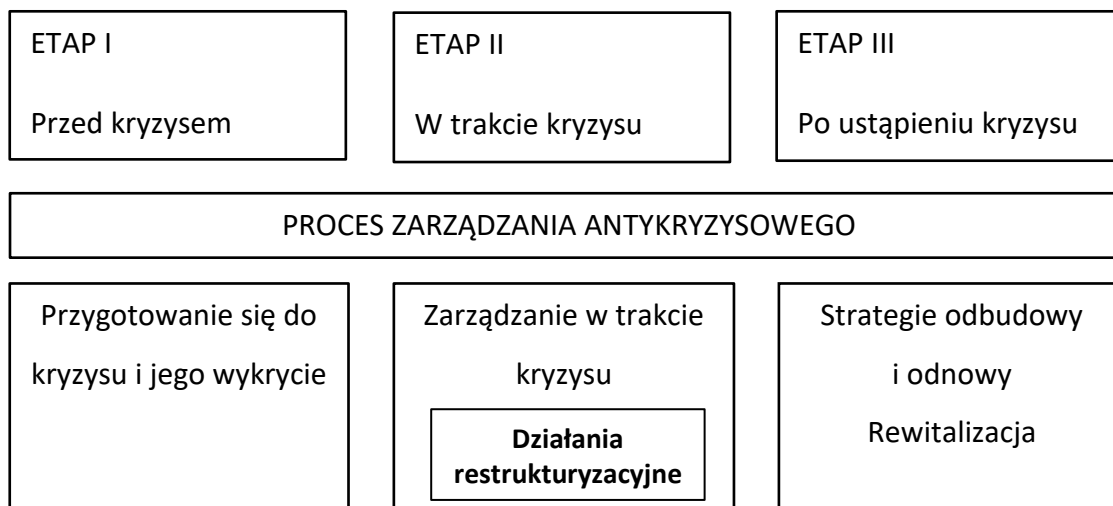 ETAP I
Przed kryzysem
ETAP II
W trakcie kryzysu
ETAP III
Po ustąpieniu kryzysu
PROCES ZARZĄDZANIA ANTYKRYZYSOWEGO
Przygotowanie się do
kryzysu i jego wykrycie
Zarządzanie w trakcie
kryzysu
Działania
restrukturyzacyjne
Strategie odbudowy
i odnowy
Rewitalizacja